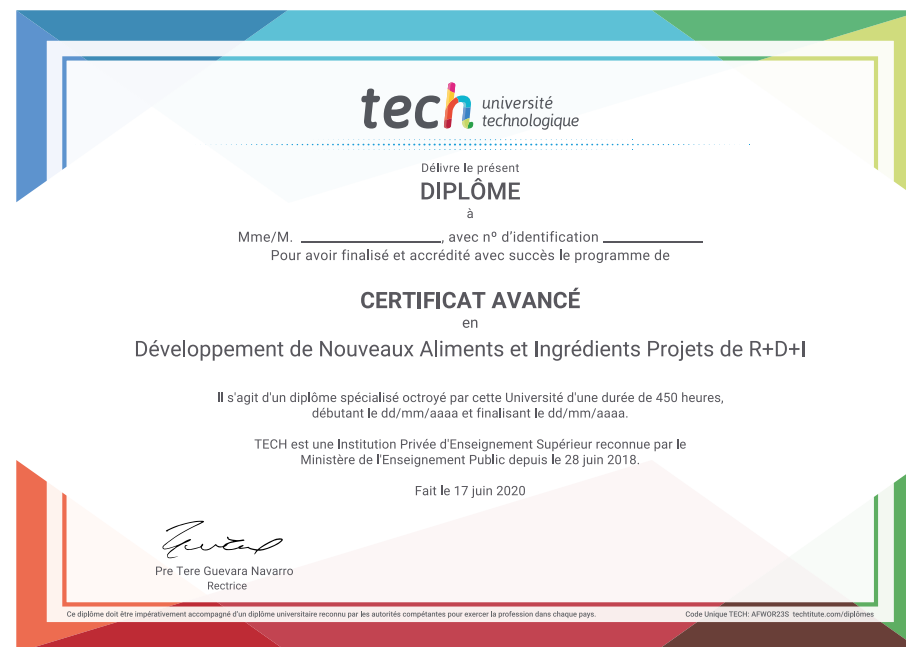 tech université
technologique
Délivre le présent
DIPLÔME
à
Mme/M. ____________________, avec nº d'identification ______________
Pour avoir finalisé et accrédité avec succès le programme de
CERTIFICAT AVANCÉ
en
Développement de Nouveaux Aliments et Ingrédients Projets de R+D+I
Il s'agit d'un diplôme spécialisé octroyé par cette Université d'une durée de 450 heures,
débutant le dd/mm/aaaa et finalisant le dd/mm/aaaa.
TECH est une Institution Privée d'Enseignement Supérieur reconnue par le
Ministère de l'Enseignement Public depuis le 28 juin 2018.
Fait le 17 juin 2020
Pre Tere Guevara Navarro
Rectrice
Ce diplôme doit être impérativement accompagné d'un diplôme universitaire reconnu par les autorités compétentes pour exercer la profession dans chaque pays.
Code Unique TECH: AFWOR23S techtitute.com/diplômes